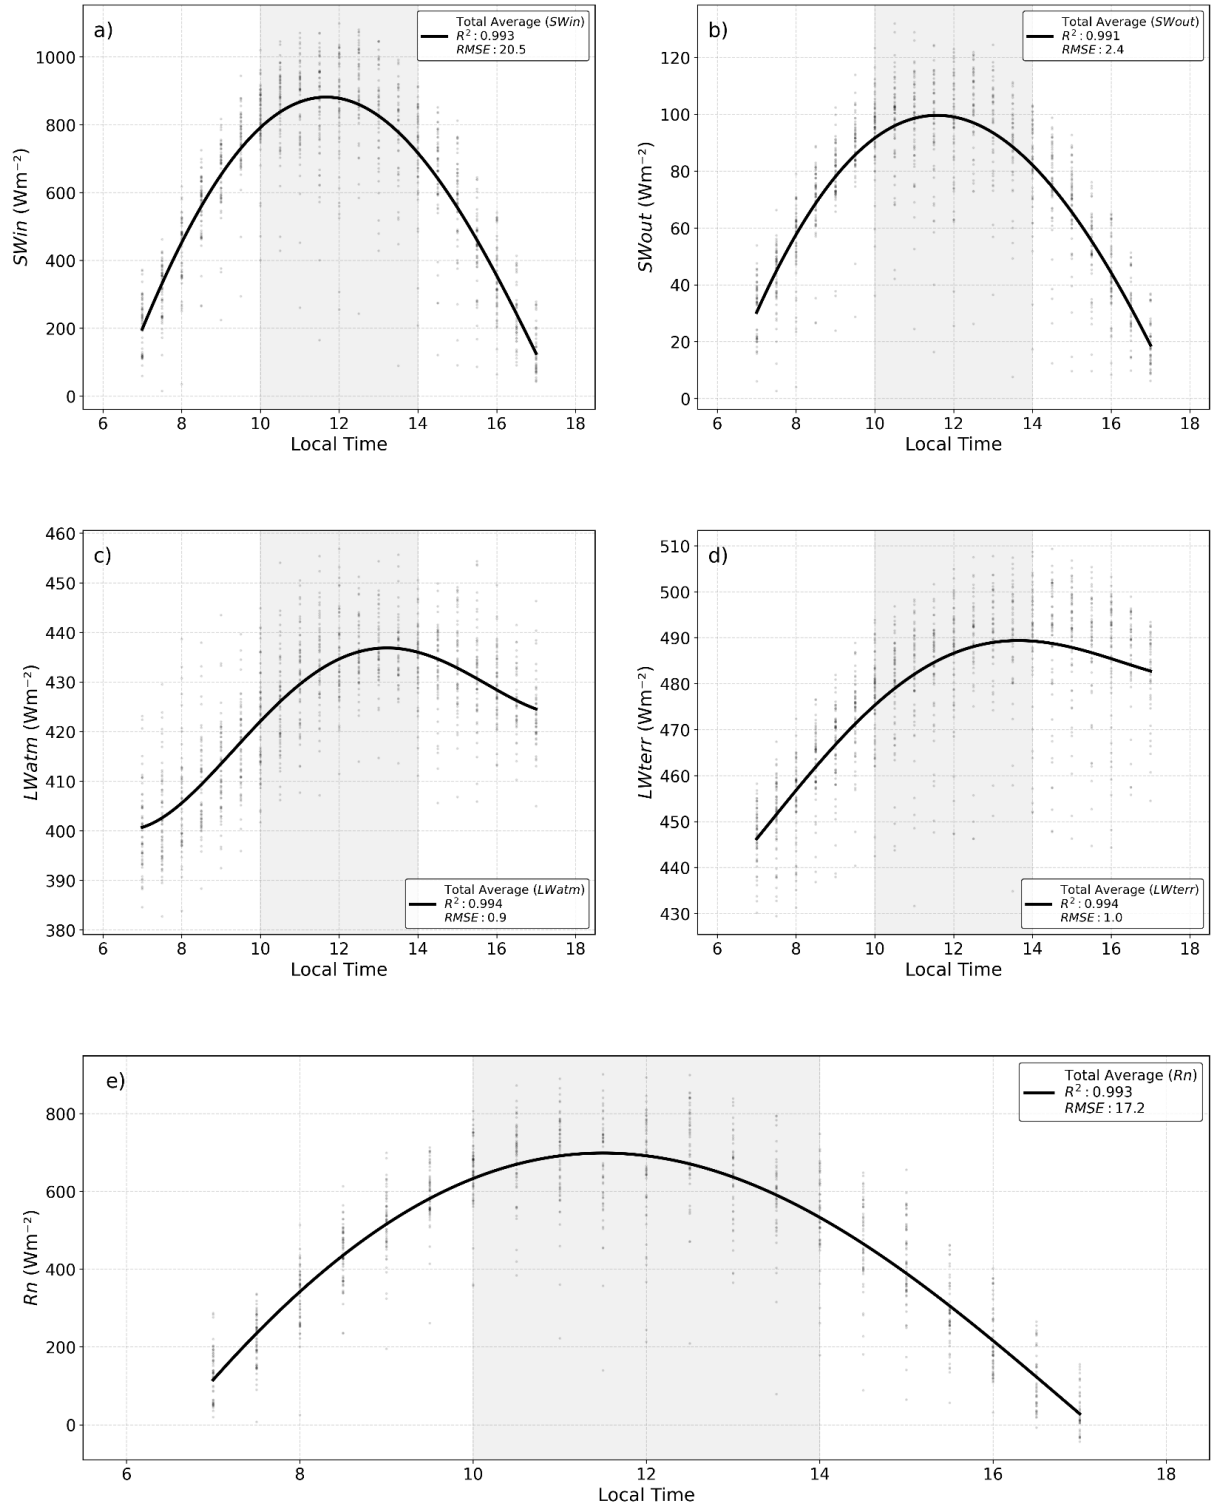 a)
Total Average (SWin)
R² : 0.993
RMSE : 20.5
1000
800
600
400
200
0
SWin (Wm⁻²)
6 8 10 12 14 16 18
Local Time
b)
Total Average (SWout)
R² : 0.991
RMSE : 2.4
120
100
80
60
40
20
0
SWout (Wm⁻²)
6 8 10 12 14 16 18
Local Time
c)
460
450
440
430
420
410
400
390
380
LWatm (Wm⁻²)
Total Average (LWatm)
R² : 0.994
RMSE : 0.9
6 8 10 12 14 16 18
Local Time
d)
510
500
490
480
470
460
450
440
430
LWterr (Wm⁻²)
Total Average (LWterr)
R² : 0.994
RMSE : 1.0
6 8 10 12 14 16 18
Local Time
e)
Total Average (Rn)
R² : 0.993
RMSE : 17.2
800
600
400
200
0
Rn (Wm⁻²)
6 8 10 12 14 16 18
Local Time